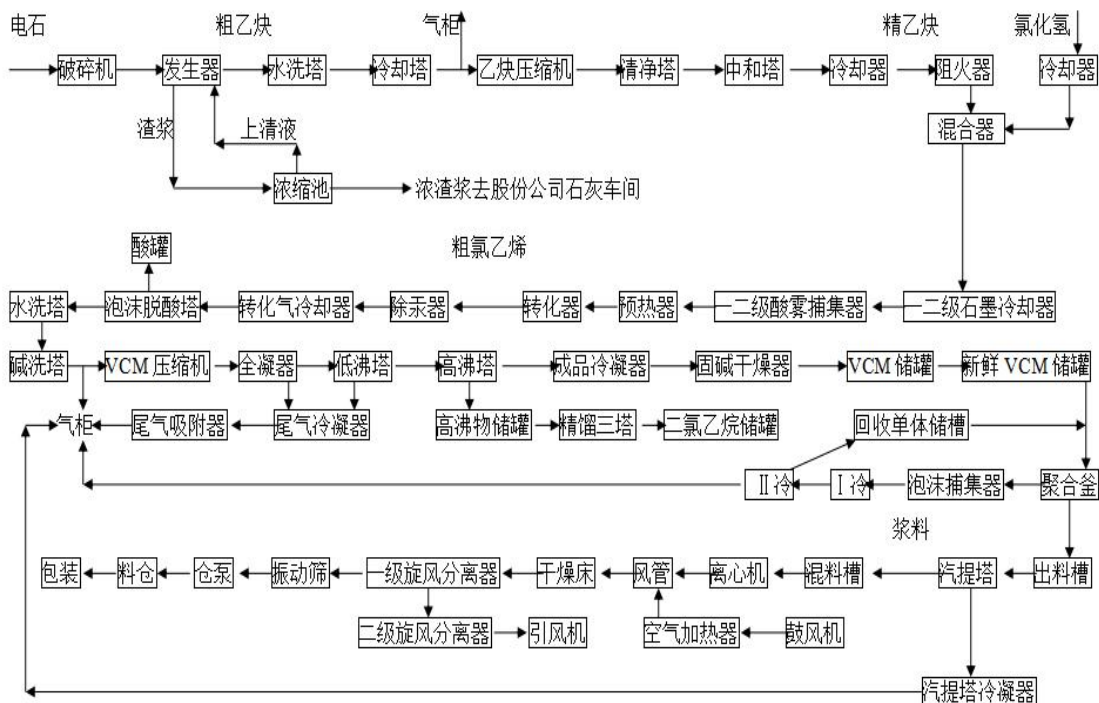 电石 粗乙炔 气柜 精乙炔 氯化氢
破碎机 发生器 水洗塔 冷却塔 乙炔压缩机 清净塔 中和塔 冷却器 阻火器 冷却器
渣浆 上清液 混合器
浓缩池 浓渣浆去股份公司石灰车间
酸罐 粗氯乙烯
水洗塔 泡沫脱酸塔 转化气冷却器 除汞器 转化器 预热器 一二级酸雾捕集器 一二级石墨冷却器
碱洗塔 VCM 压缩机 全凝器 低沸塔 高沸塔 成品冷凝器 固碱干燥器 VCM 储罐 新鲜 VCM 储罐
气柜 尾气吸附器 尾气冷凝器 高沸物储罐 精馏三塔 二氯乙烷储罐 回收单体储槽
Ⅱ冷 Ⅰ冷 泡沫捕集器 聚合釜
浆料
包装 料仓 仓泵 振动筛 一级旋风分离器 干燥床 风管 离心机 混料槽 汽提塔 出料槽
二级旋风分离器 引风机 空气加热器 鼓风机
汽提塔冷凝器